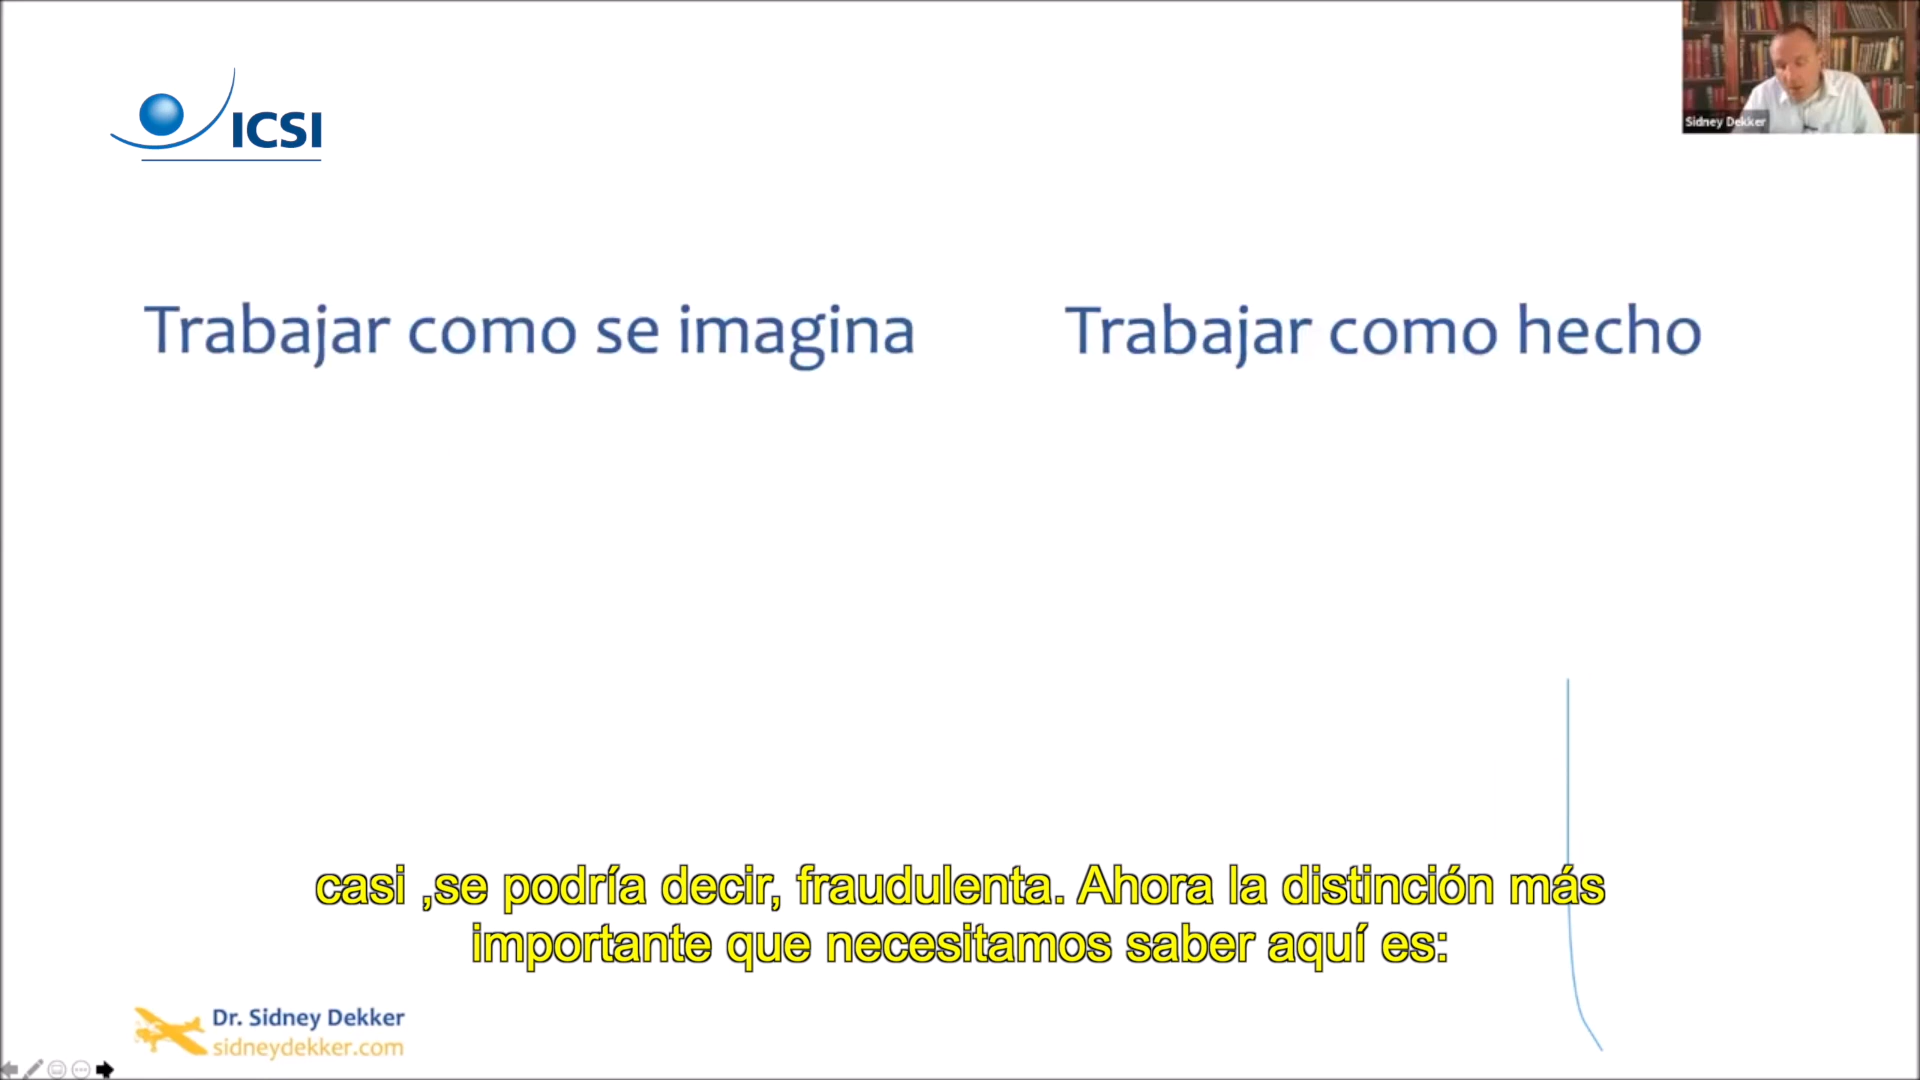 ICSI
Sidney Dekker
Trabajar como se imagina
Trabajar como hecho
casi ,se podría decir, fraudulenta. Ahora la distinción más
importante que necesitamos saber aquí es:
Dr. Sidney Dekker
sidneydekker.com